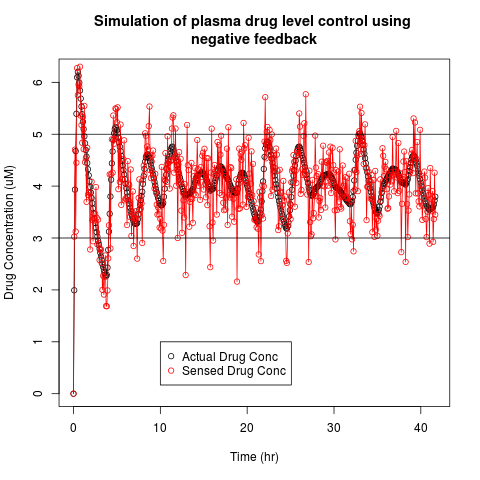 Simulation of plasma drug level control using
negative feedback
Drug Concentration (uM)
6
5
4
3
2
1
0
Actual Drug Conc
Sensed Drug Conc
0
10
20
30
40
Time (hr)